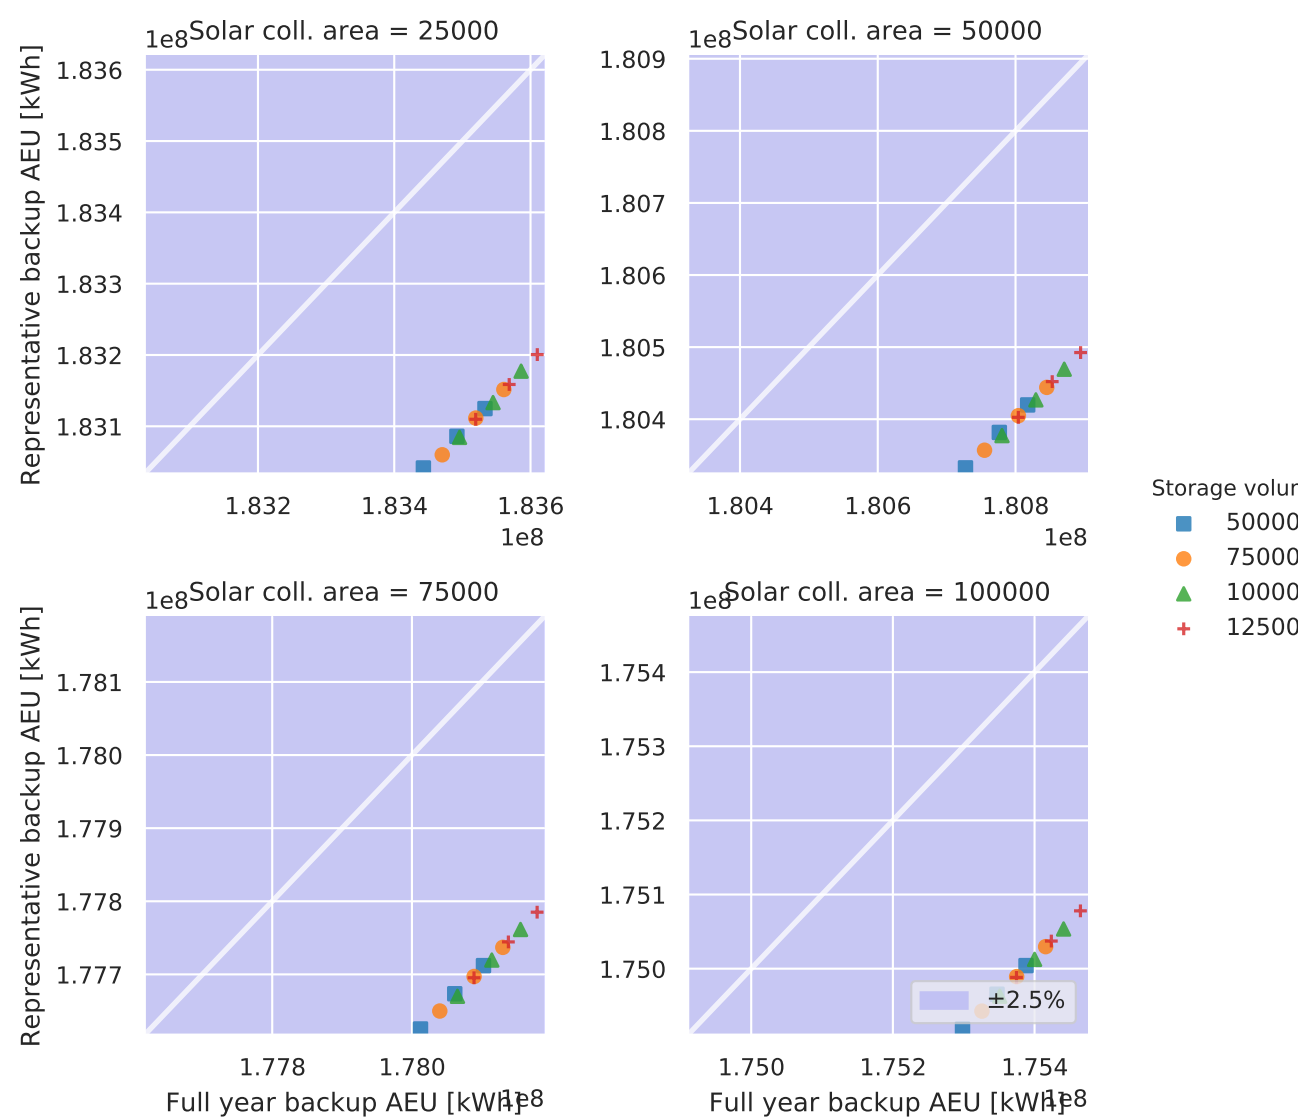 1e8 Solar coll. area = 25000
1e8 Solar coll. area = 50000
Representative backup AEU [kWh]
1.836
1.835
1.834
1.833
1.832
1.831
1.832 1.834 1.836
1e8
1.809
1.808
1.807
1.806
1.805
1.804
1.804 1.806 1.808
1e8
Storage volur
50000
75000
10000
12500
1e8 Solar coll. area = 75000
1e8 Solar coll. area = 100000
Representative backup AEU [kWh]
1.781
1.780
1.779
1.778
1.777
1.778 1.780
Full year backup AEU [kWh]
1e8
1.754
1.753
1.752
1.751
1.750
±2.5%
1.750 1.752 1.754
Full year backup AEU [kWh]
1e8